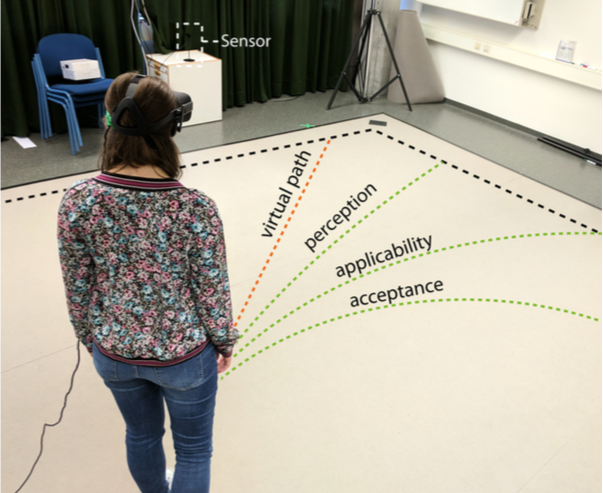 Sensor
virtual path
perception
applicability
acceptance